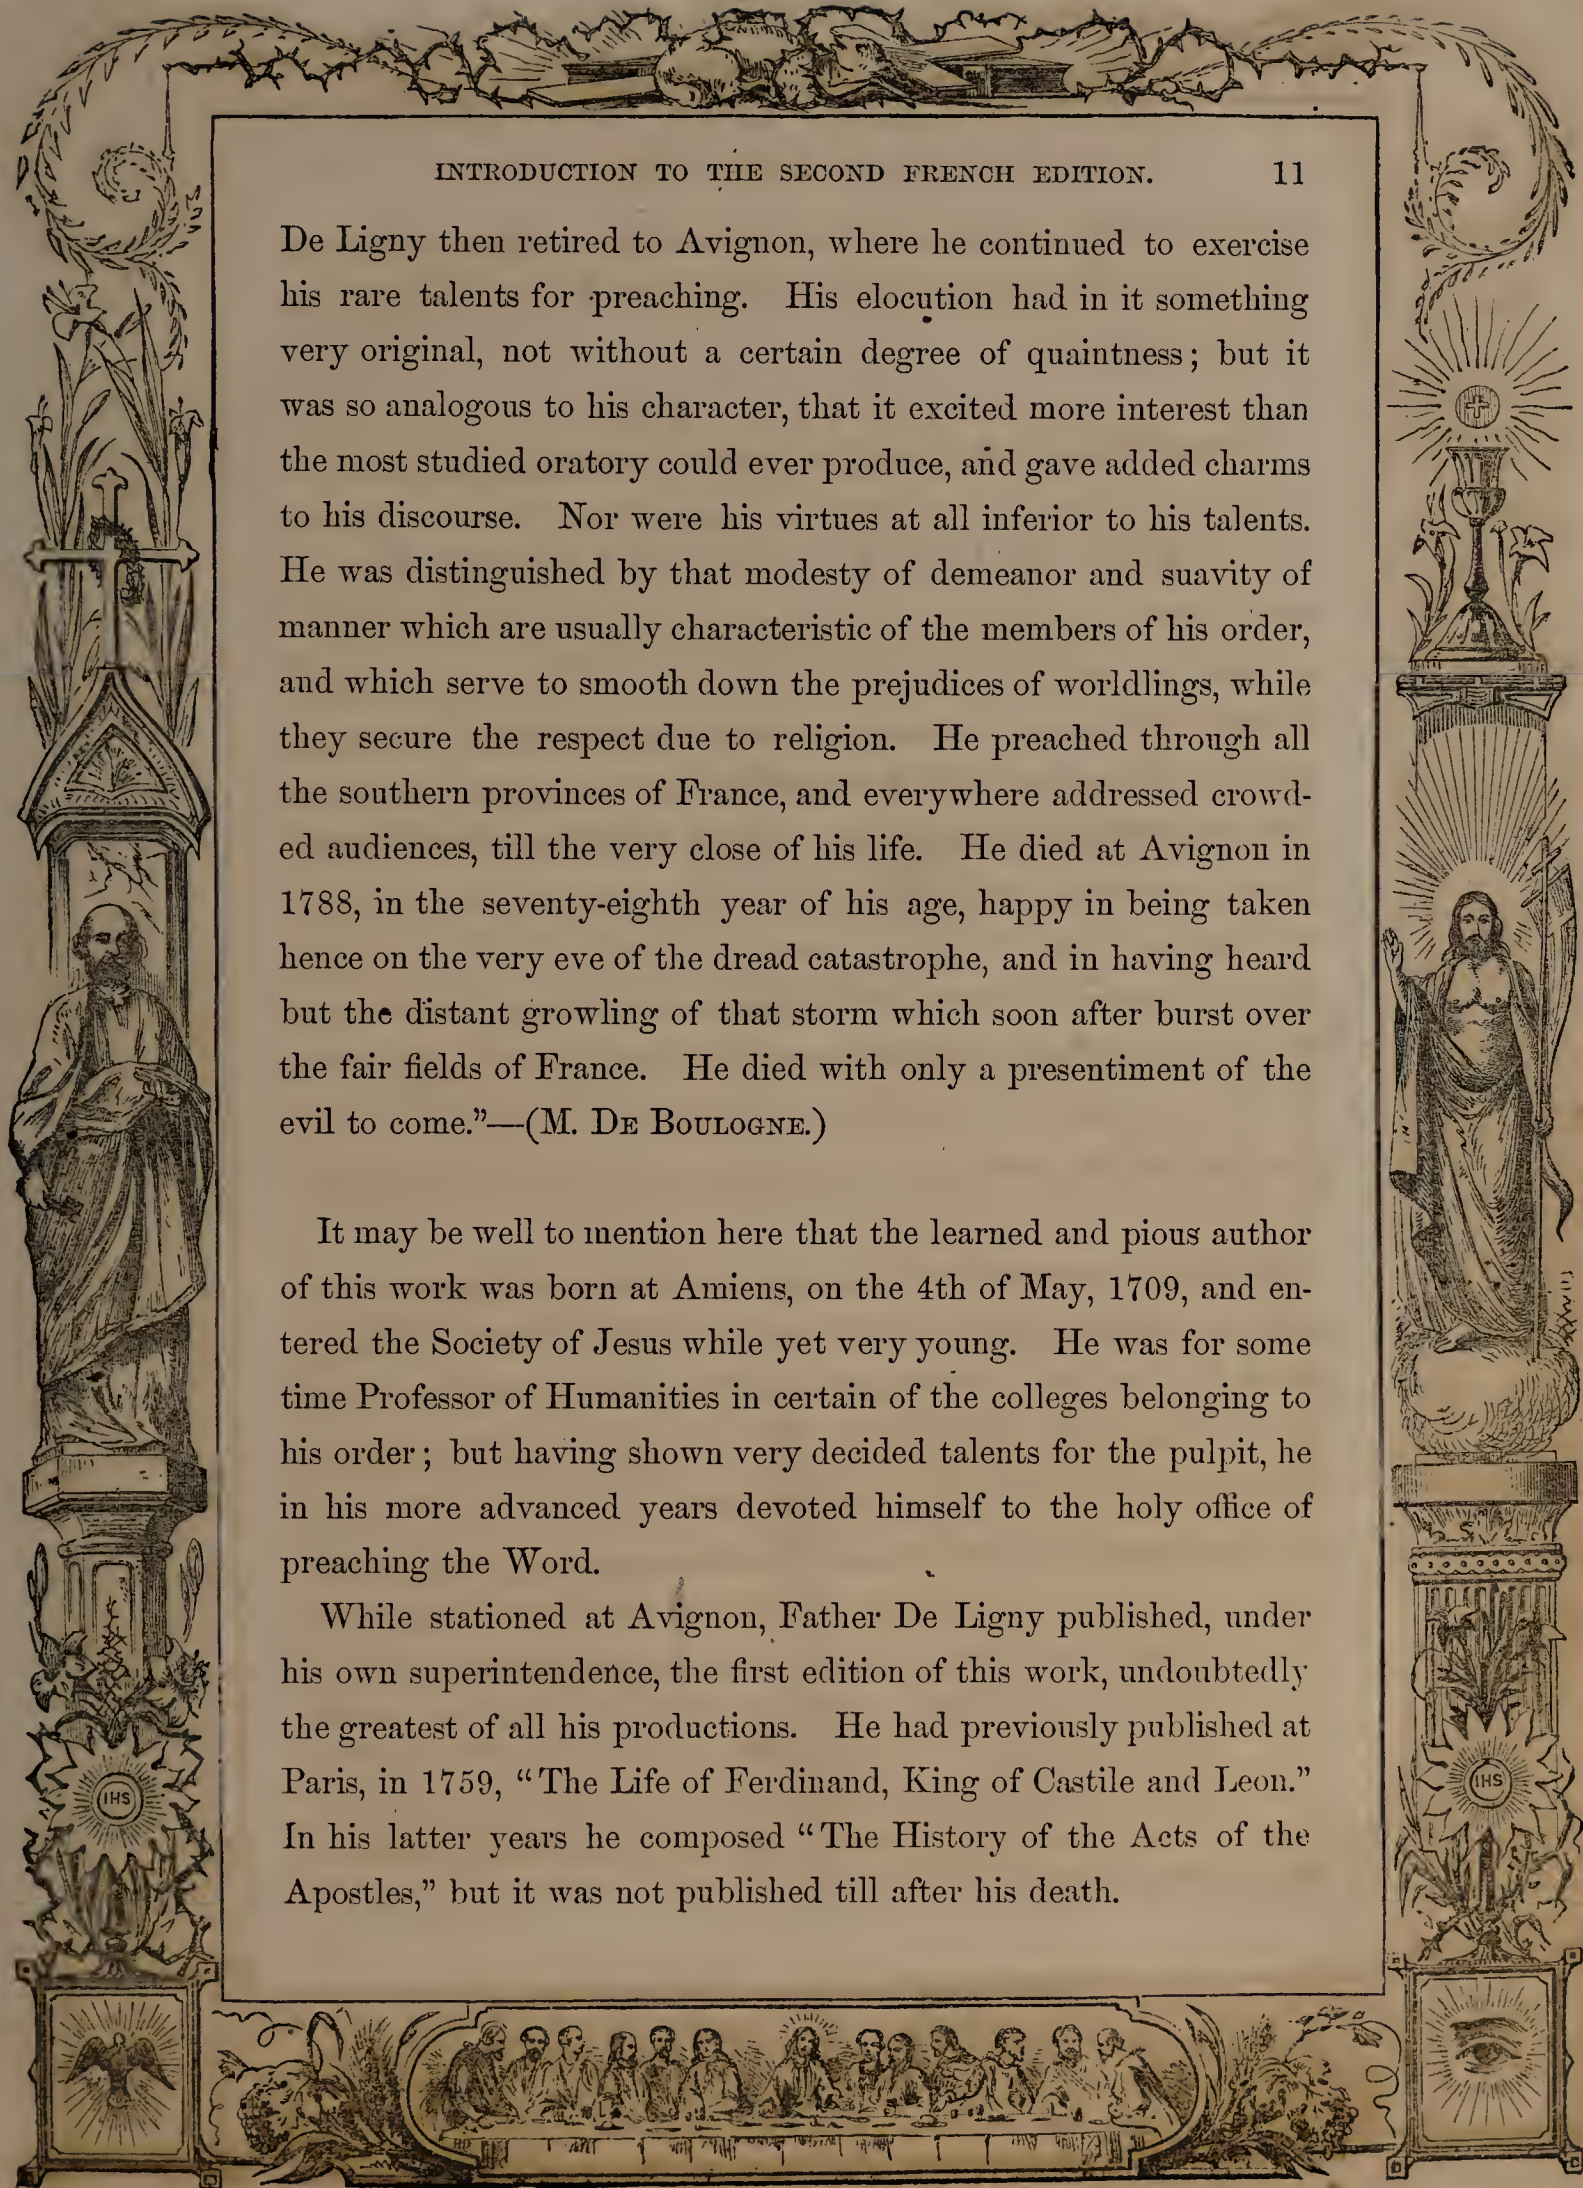 INTRODUCTION TO THE SECOND FRENCH EDITION. 11
De Ligny then retired to Avignon, where he continued to exercise
his rare talents for preaching. His elocution had in it something
very original, not without a certain degree of quaintness; but it
was so analogous to his character, that it excited more interest than
the most studied oratory could ever produce, and gave added charms
to his discourse. Nor were his virtues at all inferior to his talents.
He was distinguished by that modesty of demeanor and suavity of
manner which are usually characteristic of the members of his order,
and which serve to smooth down the prejudices of worldlings, while
they secure the respect due to religion. He preached through all
the southern provinces of France, and everywhere addressed crowd-
ed audiences, till the very close of his life. He died at Avignon in
1788, in the seventy-eighth year of his age, happy in being taken
hence on the very eve of the dread catastrophe, and in having heard
but the distant growling of that storm which soon after burst over
the fair fields of France. He died with only a presentiment of the
evil to come.”—(M. DE BOULOGNE.)
It may be well to mention here that the learned and pious author
of this work was born at Amiens, on the 4th of May, 1709, and en-
tered the Society of Jesus while yet very young. He was for some
time Professor of Humanities in certain of the colleges belonging to
his order; but having shown very decided talents for the pulpit, he
in his more advanced years devoted himself to the holy office of
preaching the Word.
While stationed at Avignon, Father De Ligny published, under
his own superintendence, the first edition of this work, undoubtedly
the greatest of all his productions. He had previously published at
Paris, in 1759, “The Life of Ferdinand, King of Castile and Leon.”
In his latter years he composed “The History of the Acts of the
Apostles,” but it was not published till after his death.
IHS
IHS